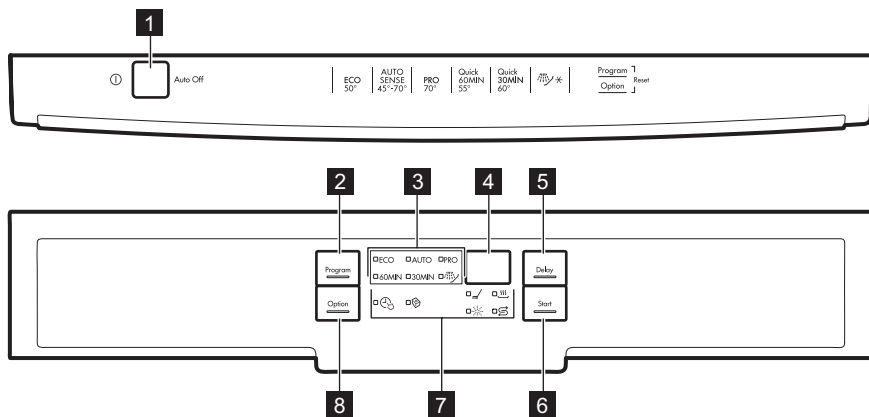 1
Auto Off
ECO
50°
AUTO
SENSE
45°-70°
PRO
70°
Quick
60MIN
55°
Quick
30MIN
60°
Program
Option
Reset
2
3
4
5
Program
ECO AUTO PRO
60MIN 30MIN
Delay
Option
Start
8
7
6